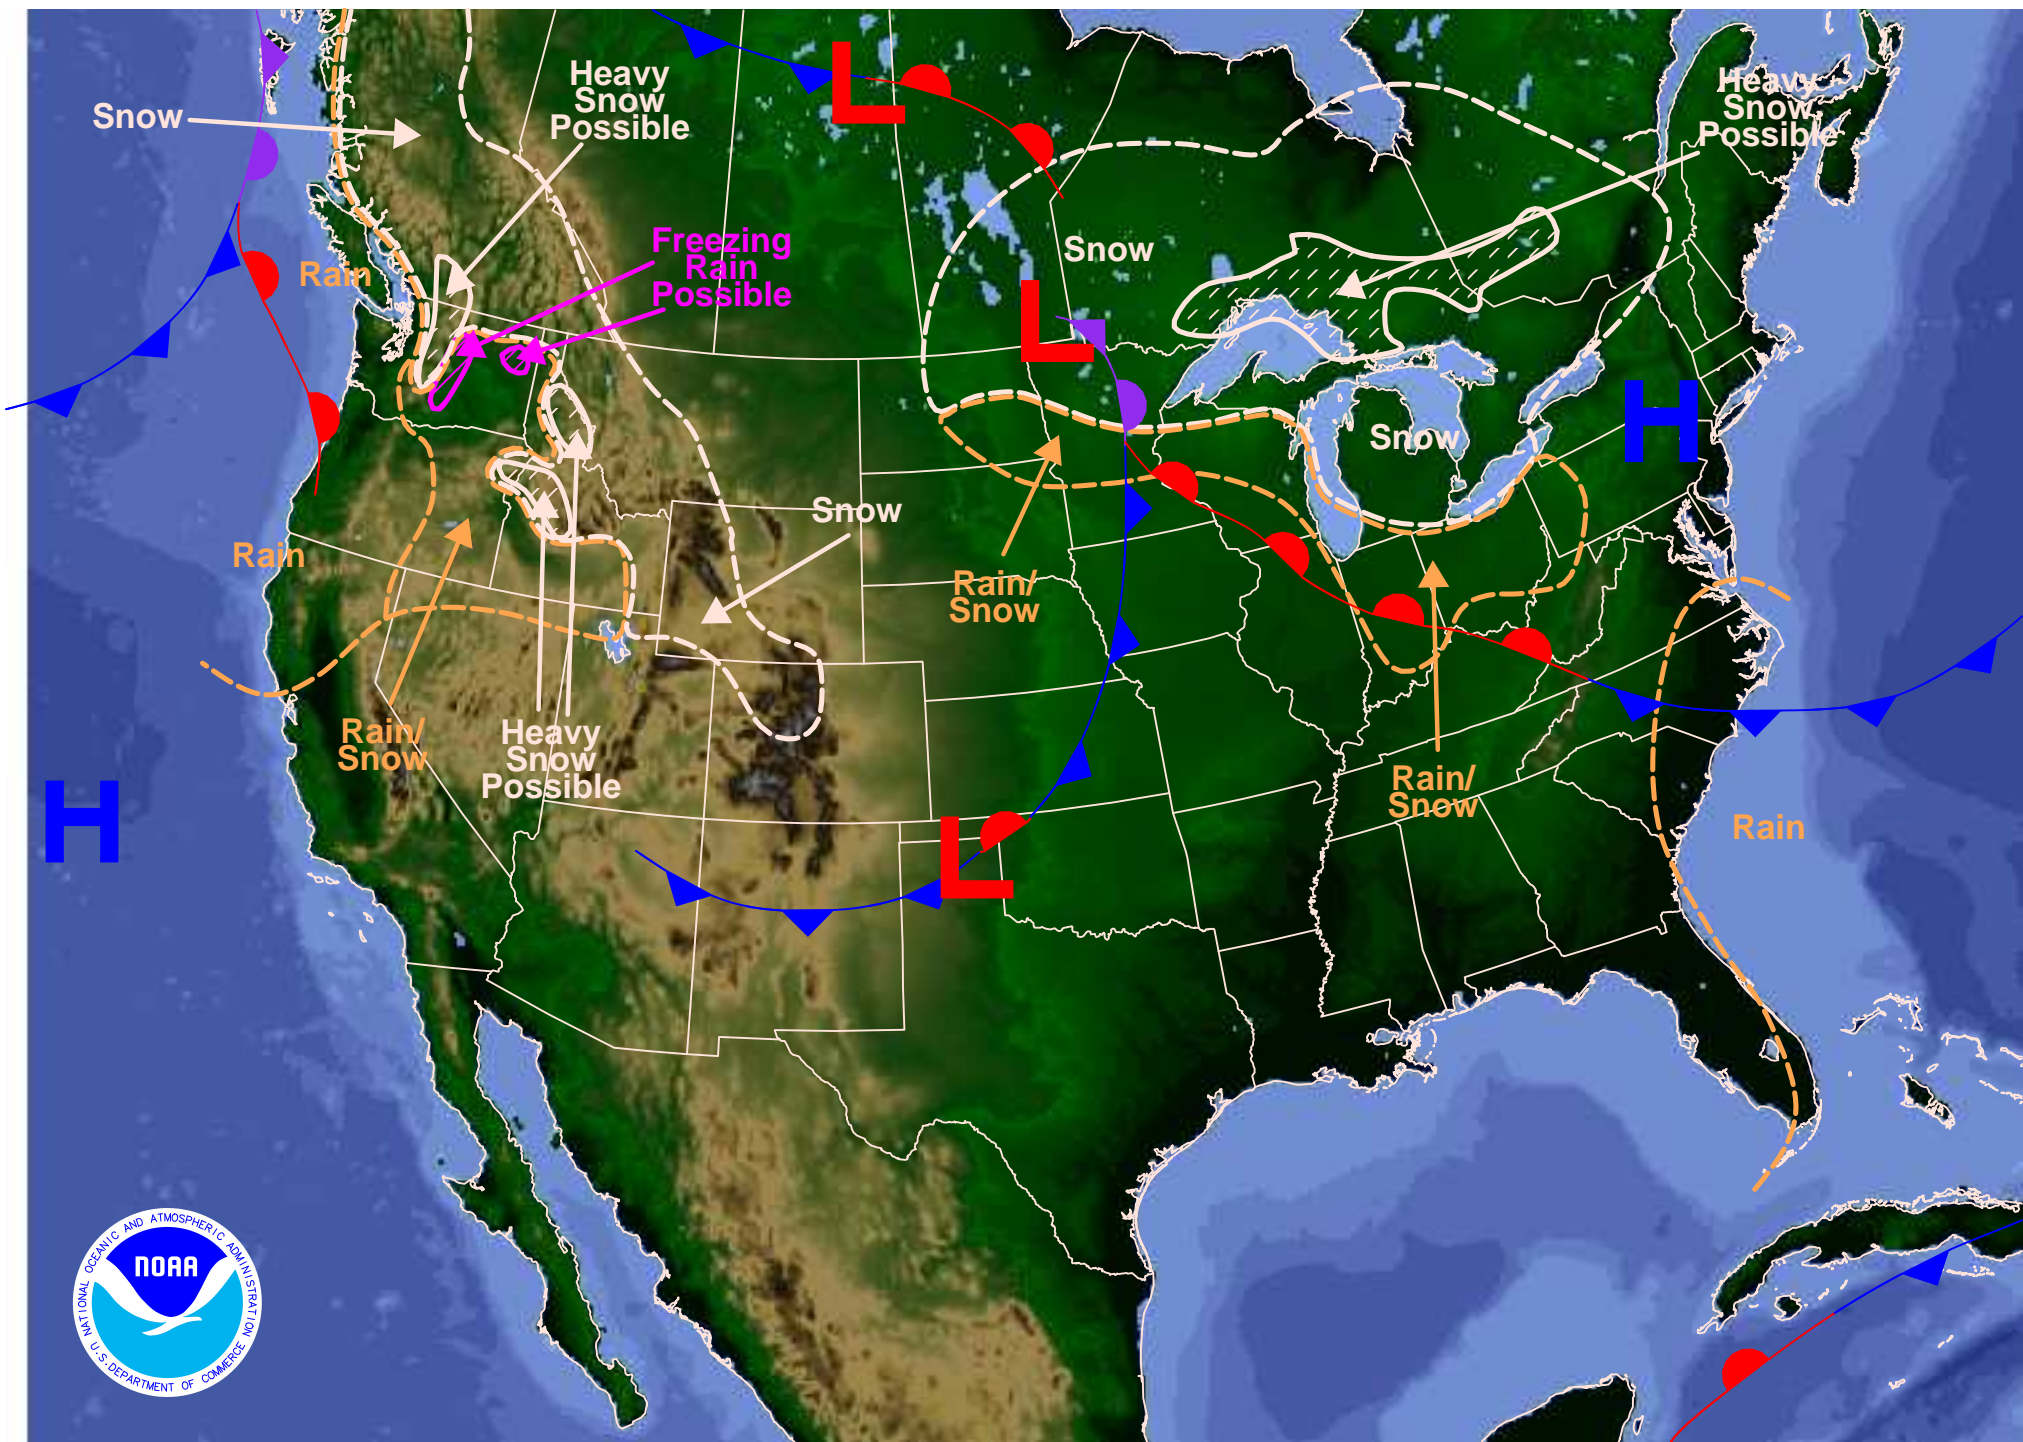 Heavy
Snow
Possible
Heavy
Snow
Possible
Snow
L
Freezing
Rain
Possible
Snow
Rain
L
H
Snow
Snow
Rain
Rain/
Snow
Rain/
Snow
Heavy
Snow
Possible
Rain/
Snow
H
Rain
L
NATIONAL OCEANIC AND ATMOSPHERIC ADMINISTRATION
NOAA
U.S. DEPARTMENT OF COMMERCE